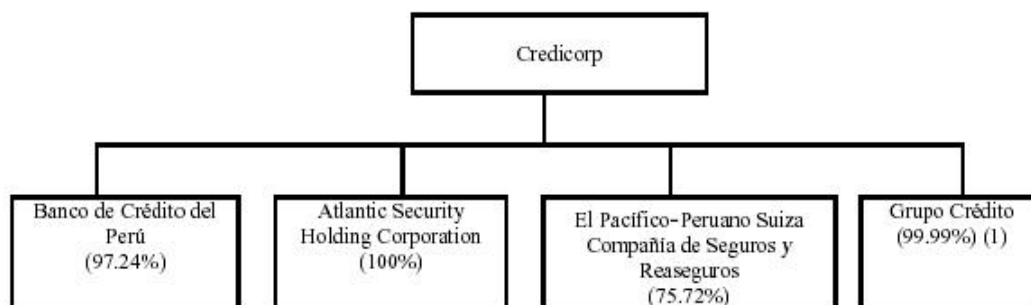 Credicorp
Banco de Crédito del
Perú
(97.24%)
Atlantic Security
Holding Corporation
(100%)
El Pacífico-Peruano Suiza
Compañía de Seguros y
Reaseguros
(75.72%)
Grupo Crédito
(99.99%) (1)